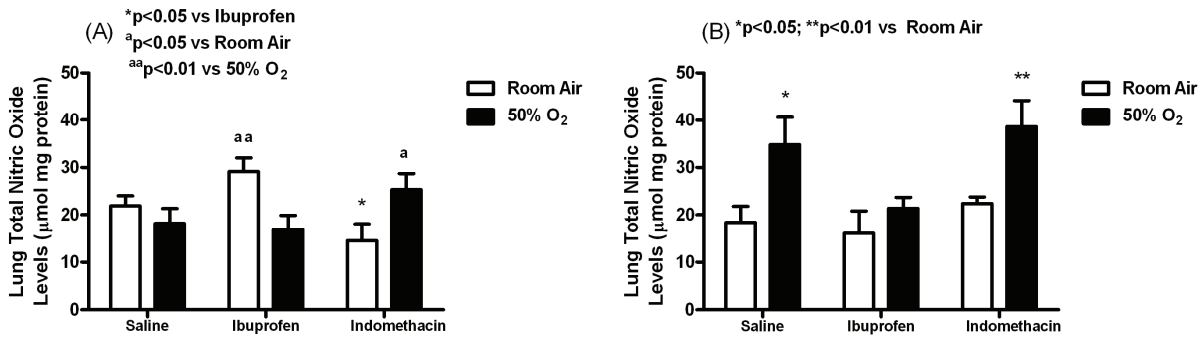 (A)
*p<0.05 vs Ibuprofen
ap<0.05 vs Room Air
aap<0.01 vs 50% O2
Lung Total Nitric Oxide
Levels (μmol mg protein)
50
40
30
20
10
0
aa
a
*
Saline
Ibuprofen
Indomethacin
Room Air
50% O2
(B)
*p<0.05; **p<0.01 vs Room Air
Lung Total Nitric Oxide
Levels (μmol mg protein)
50
40
30
20
10
0
*
**
Saline
Ibuprofen
Indomethacin
Room Air
50% O2